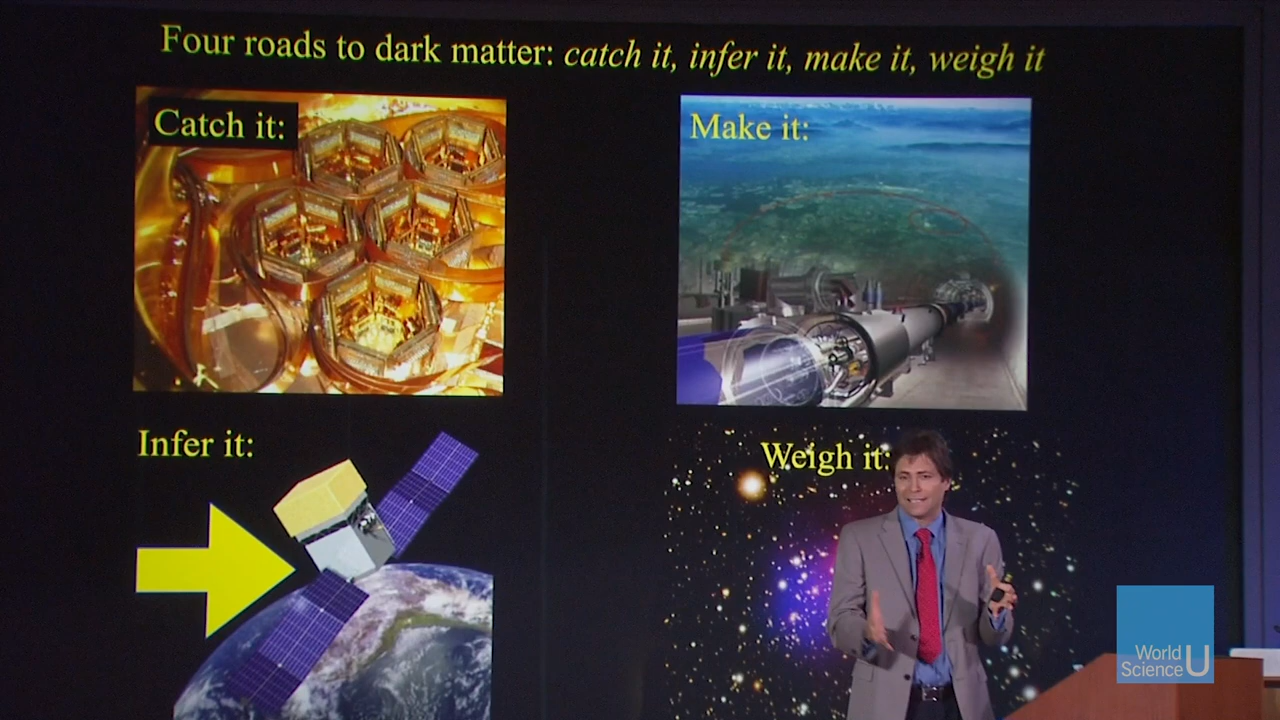 Four roads to dark matter: catch it, infer it, make it, weigh it
Catch it:
Make it:
Infer it:
Weigh it:
World
Science U